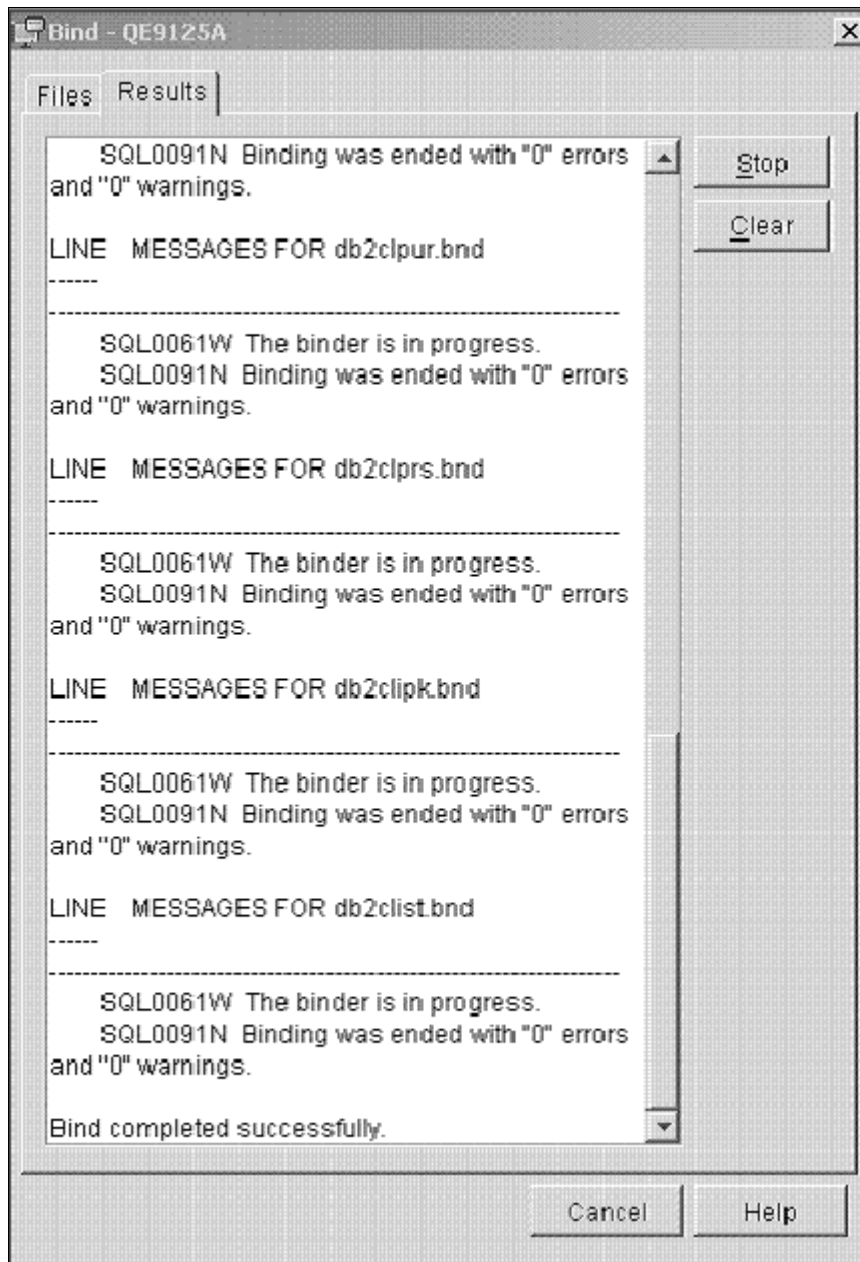 Bind - QE9125A
Files Results
SQL0091N Binding was ended with "0" errors
and "0" warnings.
LINE MESSAGES FOR db2clpur.bnd
------
----------------------------------------------------------------------
SQL0061W The binder is in progress.
SQL0091N Binding was ended with "0" errors
and "0" warnings.
LINE MESSAGES FOR db2clprs.bnd
------
----------------------------------------------------------------------
SQL0061W The binder is in progress.
SQL0091N Binding was ended with "0" errors
and "0" warnings.
LINE MESSAGES FOR db2clipk.bnd
------
----------------------------------------------------------------------
SQL0061W The binder is in progress.
SQL0091N Binding was ended with "0" errors
and "0" warnings.
LINE MESSAGES FOR db2clist.bnd
------
----------------------------------------------------------------------
SQL0061W The binder is in progress.
SQL0091N Binding was ended with "0" errors
and "0" warnings.
Bind completed successfully.
Stop
Clear
Cancel Help